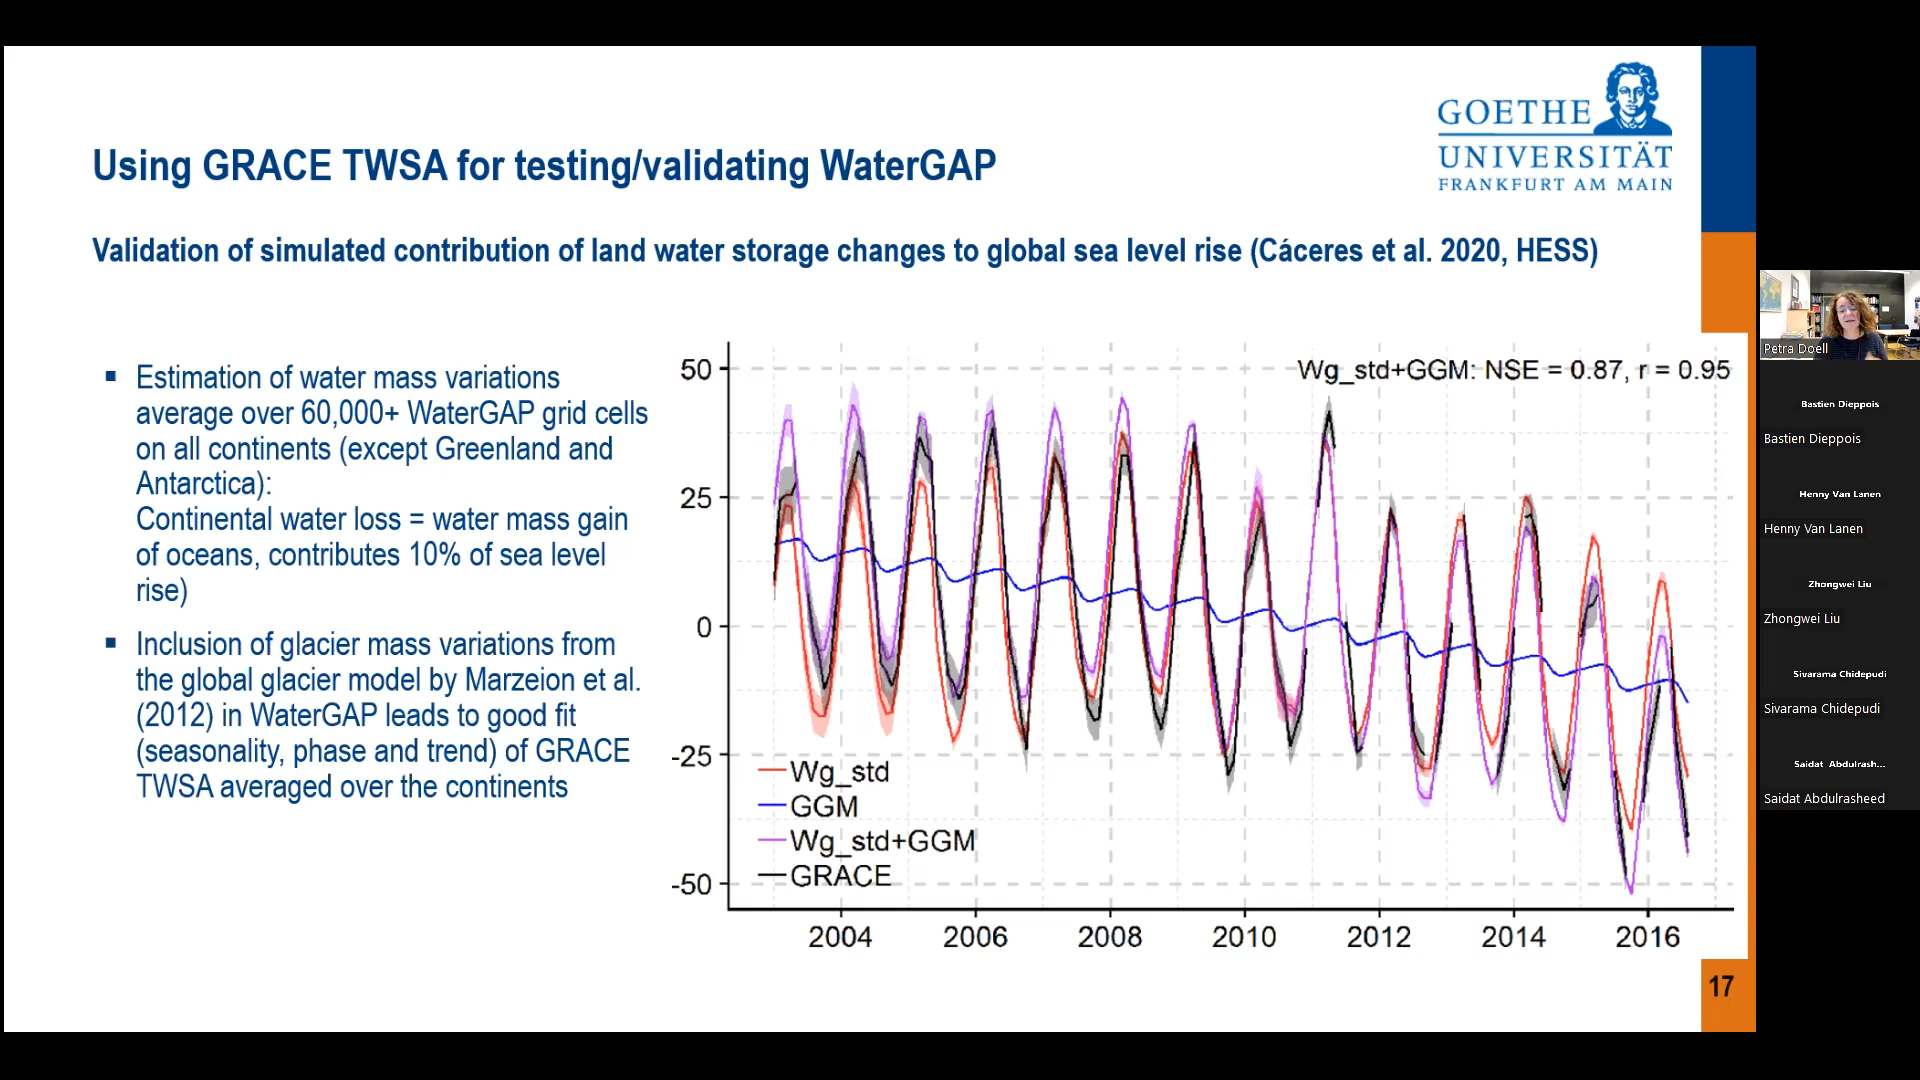 GOETHE
UNIVERSITÄT
FRANKFURT AM MAIN
Using GRACE TWSA for testing/validating WaterGAP
Validation of simulated contribution of land water storage changes to global sea level rise (Cáceres et al. 2020, HESS)
▪ Estimation of water mass variations
average over 60,000+ WaterGAP grid cells
on all continents (except Greenland and
Antarctica):
Continental water loss = water mass gain
of oceans, contributes 10% of sea level
rise)
▪ Inclusion of glacier mass variations from
the global glacier model by Marzeion et al.
(2012) in WaterGAP leads to good fit
(seasonality, phase and trend) of GRACE
TWSA averaged over the continents
Wg_std+GGM: NSE = 0.87, r = 0.95
50
25
0
-25
-50
Wg_std
GGM
Wg_std+GGM
GRACE
2004 2006 2008 2010 2012 2014 2016
17
Petra Doell
Bastien Dieppois
Bastien Dieppois
Henny Van Lanen
Henny Van Lanen
Zhongwei Liu
Zhongwei Liu
Sivarama Chidepudi
Sivarama Chidepudi
Saidat Abdulrash...
Saidat Abdulrasheed